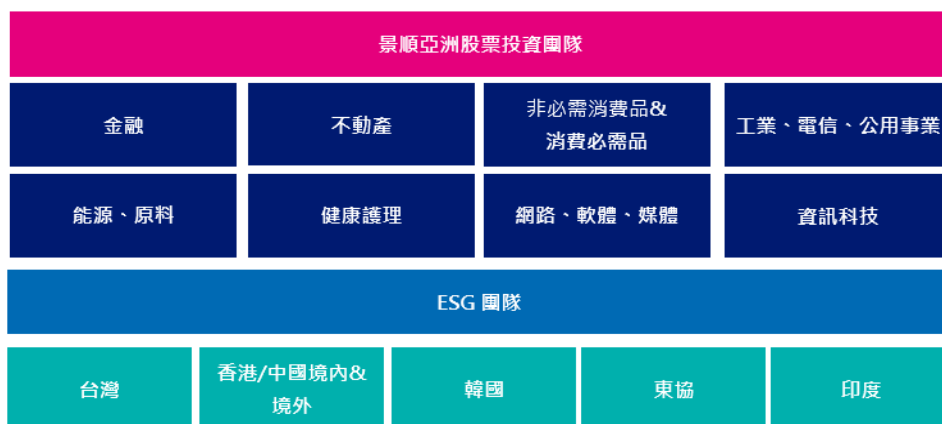 景順亞洲股票投資團隊
金融
不動產
非必需消費品&
消費必需品
工業、電信、公用事業
能源、原料
健康護理
網路、軟體、媒體
資訊科技
ESG 團隊
台灣
香港/中國境內&
境外
韓國
東協
印度